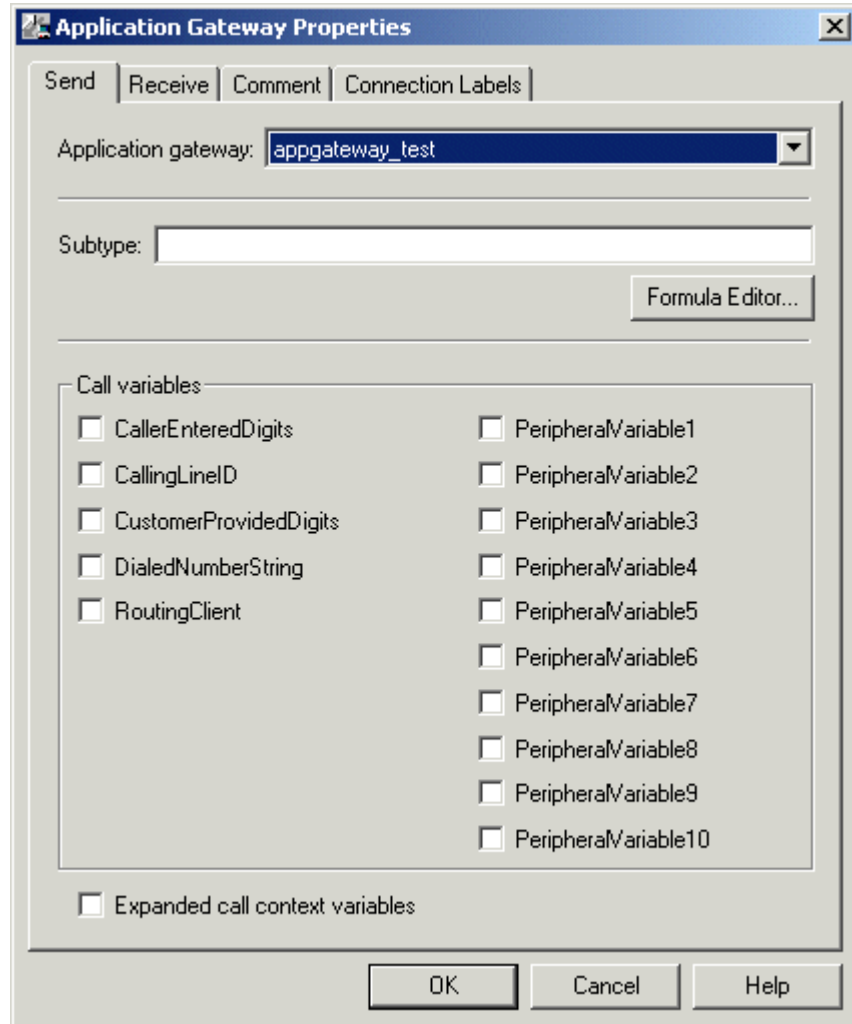 Application Gateway Properties
Send Receive Comment Connection Labels
Application gateway: appgateway_test
Subtype:
Formula Editor...
Call variables
CallerEnteredDigits PeripheralVariable1
CallingLineID PeripheralVariable2
CustomerProvidedDigits PeripheralVariable3
DialedNumberString PeripheralVariable4
RoutingClient PeripheralVariable5
PeripheralVariable6
PeripheralVariable7
PeripheralVariable8
PeripheralVariable9
PeripheralVariable10
Expanded call context variables
OK Cancel Help